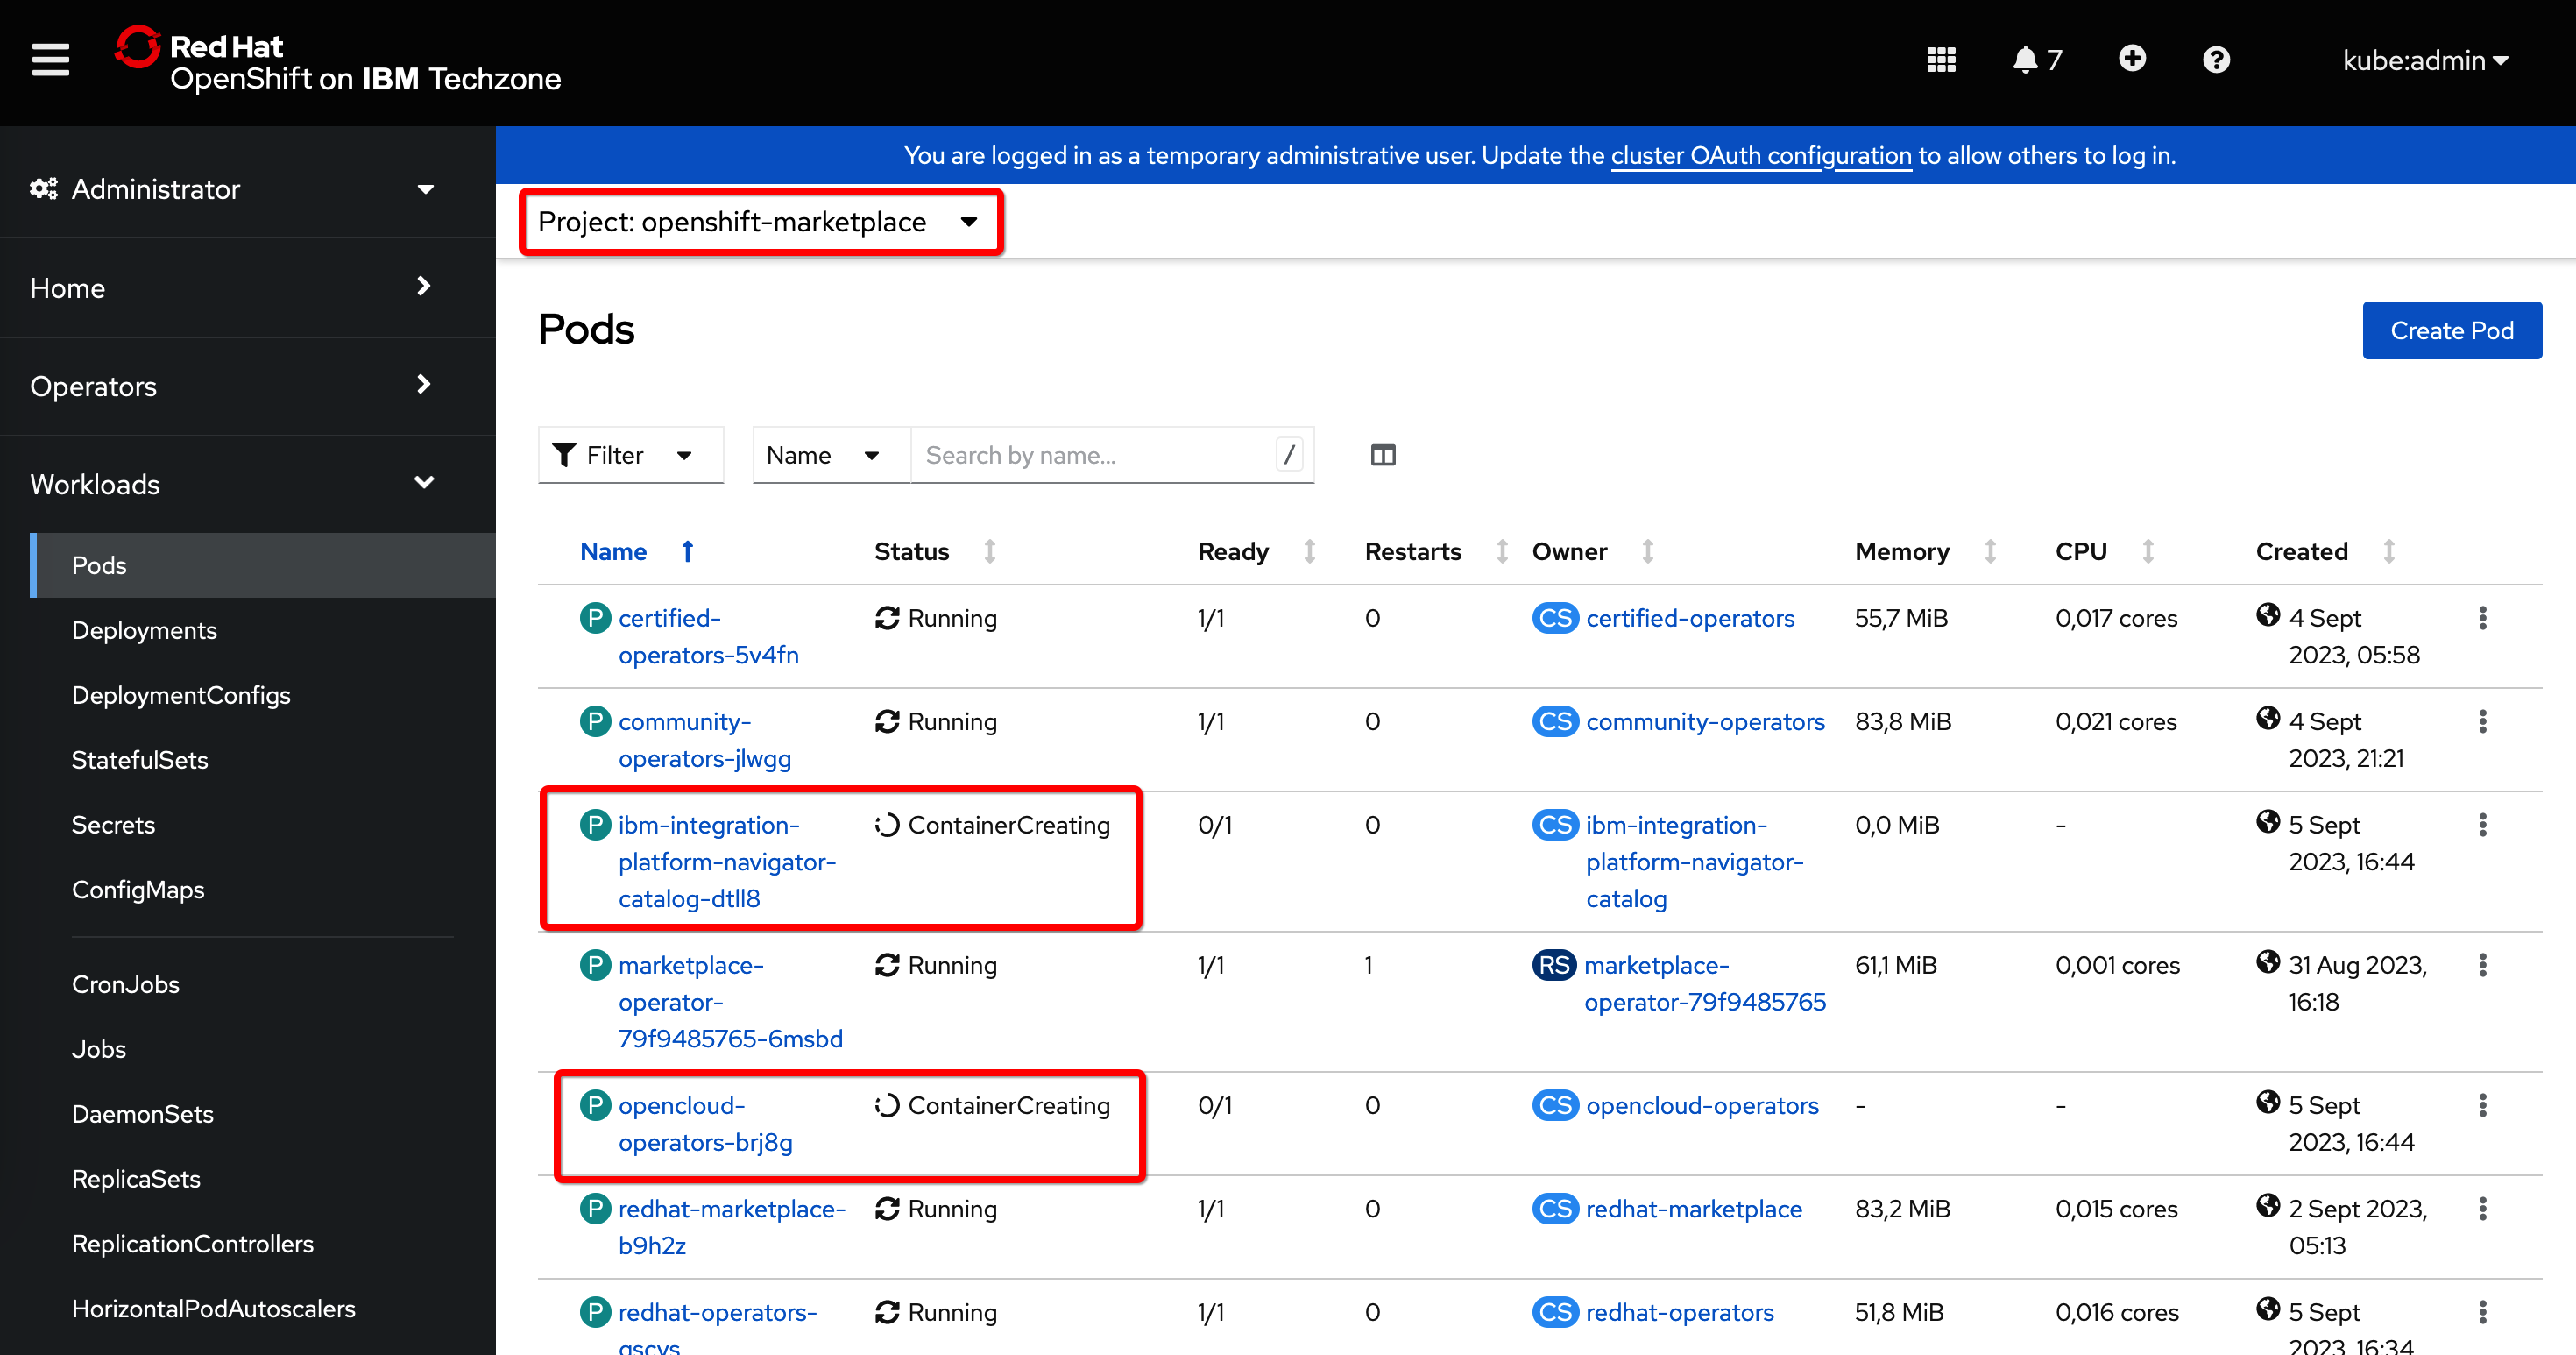 Red Hat
OpenShift on IBM Techzone
7
kube:admin
Administrator
Home
Operators
Workloads
Pods
Deployments
DeploymentConfigs
StatefulSets
Secrets
ConfigMaps
CronJobs
Jobs
DaemonSets
ReplicaSets
ReplicationControllers
HorizontalPodAutoscalers
You are logged in as a temporary administrative user. Update the cluster OAuth configuration to allow others to log in.
Project: openshift-marketplace
Pods
Create Pod
Filter Name Search by name... /
Name Status Ready Restarts Owner Memory CPU Created
P certified- Running 1/1 0 CS certified-operators 55,7 MiB 0,017 cores 4 Sept
operators-5v4fn 2023, 05:58
P community- Running 1/1 0 CS community-operators 83,8 MiB 0,021 cores 4 Sept
operators-jlwgg 2023, 21:21
P ibm-integration- ContainerCreating 0/1 0 CS ibm-integration- 0,0 MiB - 5 Sept
platform-navigator- platform-navigator- 2023, 16:44
catalog-dtll8 catalog
P marketplace- Running 1/1 1 RS marketplace- 61,1 MiB 0,001 cores 31 Aug 2023,
operator- operator-79f9485765 16:18
79f9485765-6msbd
P opencloud- ContainerCreating 0/1 0 CS opencloud-operators - - 5 Sept
operators-brj8g 2023, 16:44
P redhat-marketplace- Running 1/1 0 CS redhat-marketplace 83,2 MiB 0,015 cores 2 Sept 2023,
b9h2z 05:13
P redhat-operators- Running 1/1 0 CS redhat-operators 51,8 MiB 0,016 cores 5 Sept
2023, 16:34